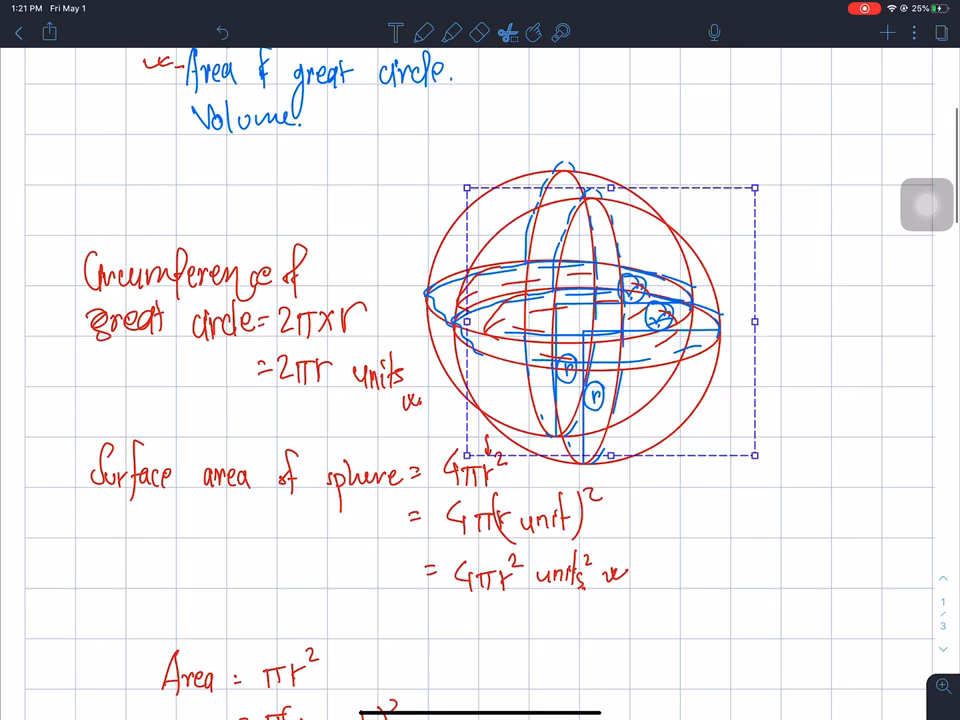 1:21 PM Fri May 1
25%
Area of great circle.
Volume.
Circumference of
great circle = 2π×r
= 2πr units
r
r
Surface area of sphere = 4πr²
= 4π(r unit)²
= 4πr² units²
1
/
3
Area = πr²